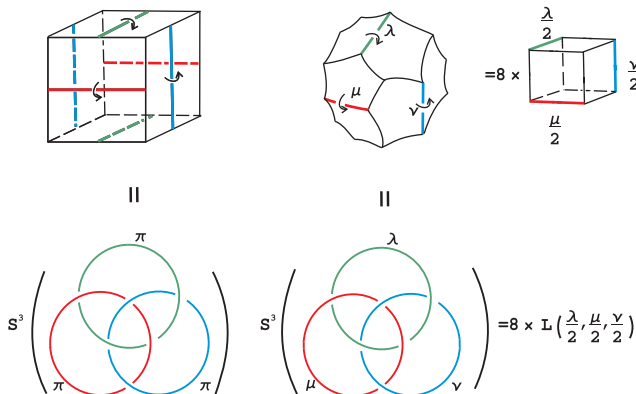 λ
μ
ν
=8 × λ/2 μ/2 ν/2
=
=
S³ ( π π π )
S³ ( λ μ ν ) =8 × L(λ/2, μ/2, ν/2)